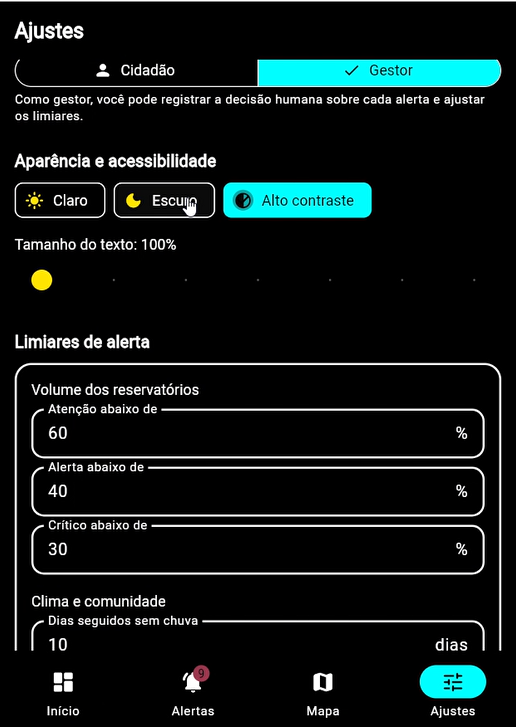 Ajustes
Cidadão
Gestor
Como gestor, você pode registrar a decisão humana sobre cada alerta e ajustar
os limiares.
Aparência e acessibilidade
Claro
Escuro
Alto contraste
Tamanho do texto: 100%
Limiares de alerta
Volume dos reservatórios
Atenção abaixo de
60 %
Alerta abaixo de
40 %
Crítico abaixo de
30 %
Clima e comunidade
Dias seguidos sem chuva
10 dias
9
Início
Alertas
Mapa
Ajustes